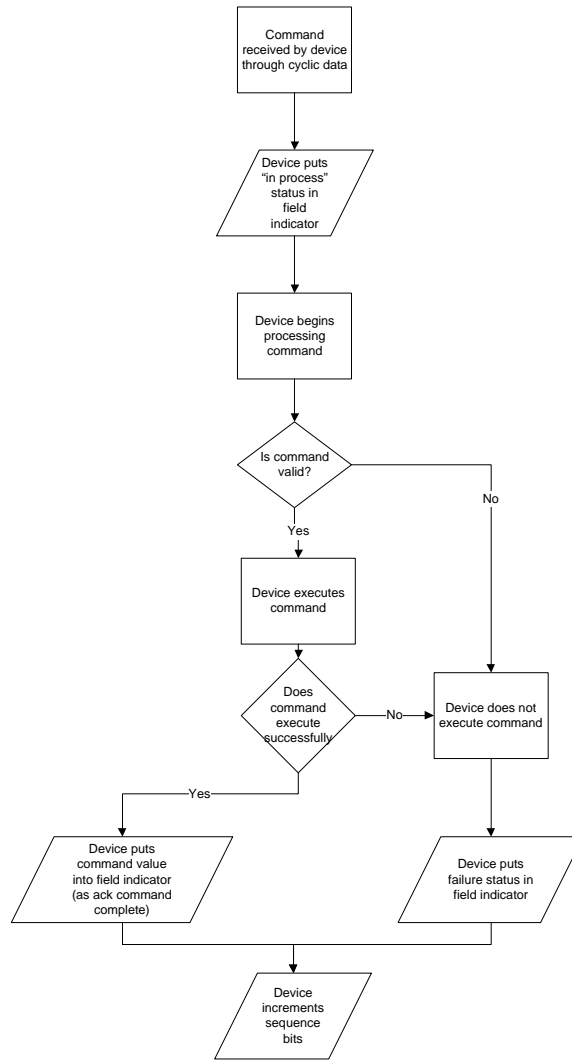 Command
received by device
through cyclic data
Device puts
“in process”
status in
field
indicator
Device begins
processing
command
Is command
valid?
No
Yes
Device executes
command
Does
command
execute
successfully
No
Device does not
execute command
Yes
Device puts
command value
into field indicator
(as ack command
complete)
Device puts
failure status in
field indicator
Device
increments
sequence
bits